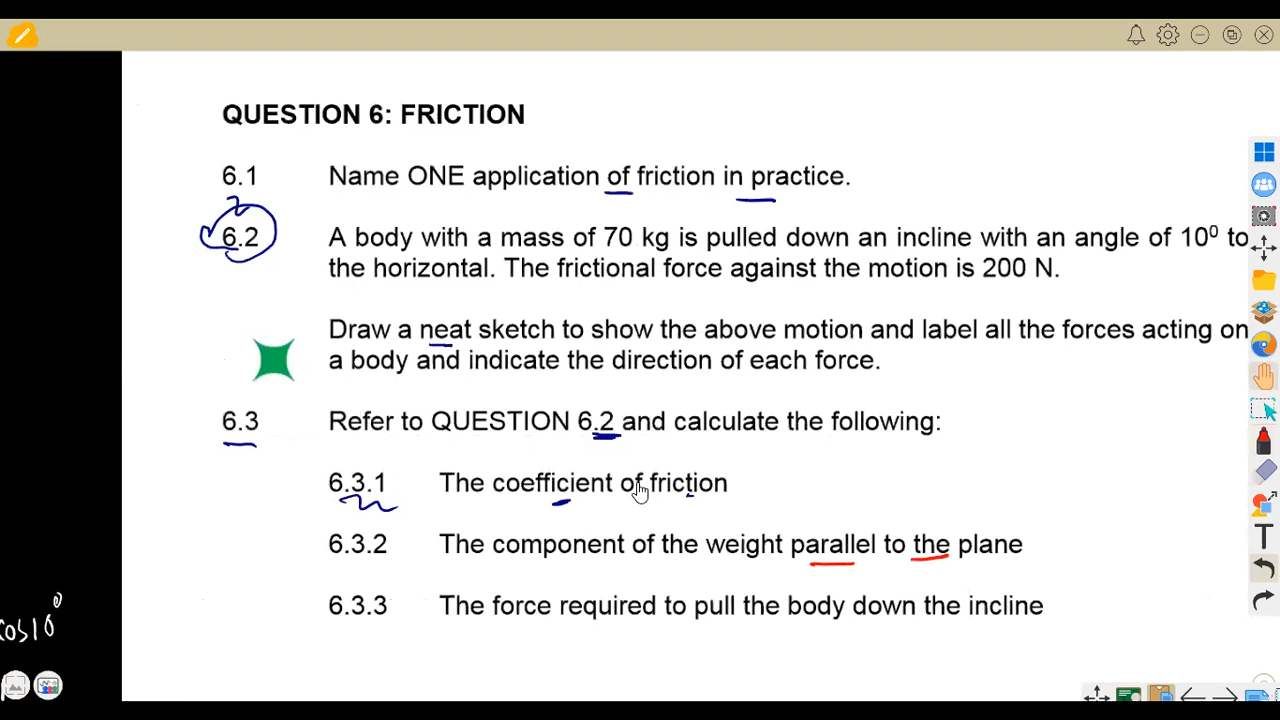 QUESTION 6: FRICTION
6.1 Name ONE application of friction in practice.
6.2 A body with a mass of 70 kg is pulled down an incline with an angle of 10⁰ to
the horizontal. The frictional force against the motion is 200 N.
Draw a neat sketch to show the above motion and label all the forces acting on
a body and indicate the direction of each force.
6.3 Refer to QUESTION 6.2 and calculate the following:
6.3.1 The coefficient of friction
6.3.2 The component of the weight parallel to the plane
6.3.3 The force required to pull the body down the incline
cos10⁰
T